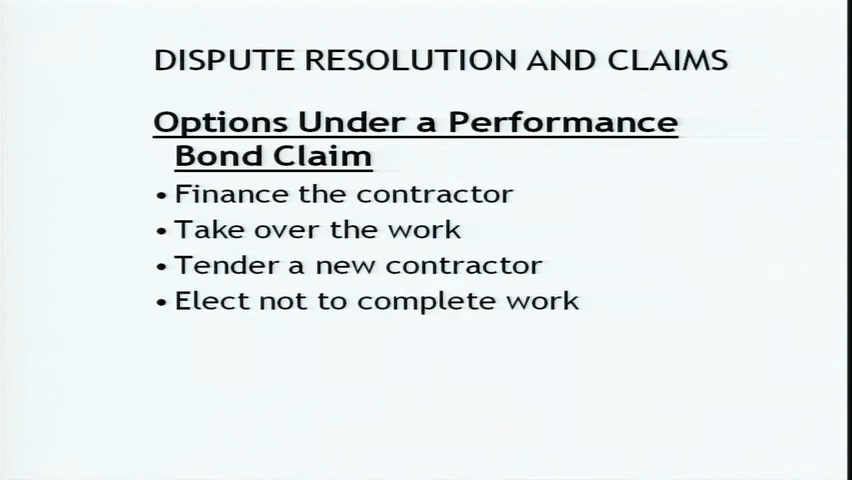 DISPUTE RESOLUTION AND CLAIMS
Options Under a Performance
Bond Claim
• Finance the contractor
• Take over the work
• Tender a new contractor
• Elect not to complete work